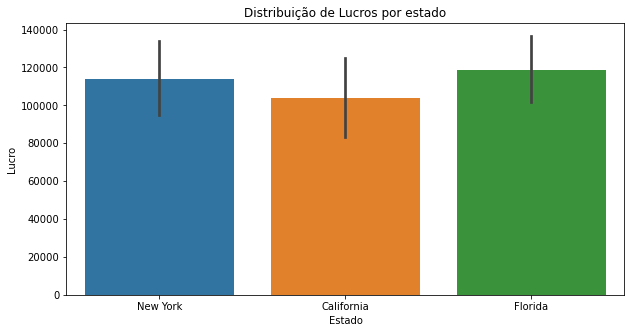 Distribuição de Lucros por estado
140000
120000
100000
80000
60000
40000
20000
0
Lucro
New York
California
Florida
Estado